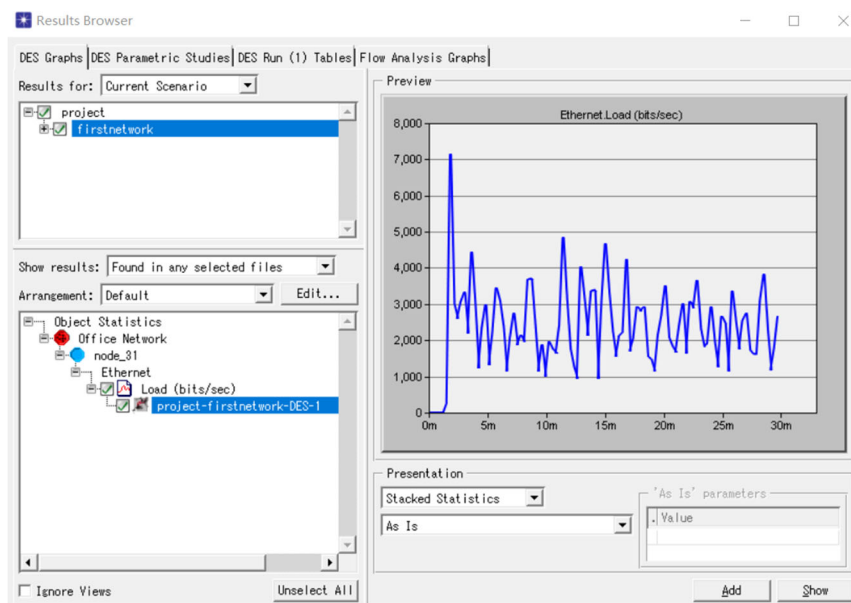 Results Browser
DES Graphs DES Parametric Studies DES Run (1) Tables Flow Analysis Graphs
Results for: Current Scenario
project
firstnetwork
Show results: Found in any selected files
Arrangement: Default Edit...
Object Statistics
Office Network
node_31
Ethernet
Load (bits/sec)
project-firstnetwork-DES-1
Ignore Views Unselect All
Preview
Ethernet.Load (bits/sec)
8,000
7,000
6,000
5,000
4,000
3,000
2,000
1,000
0
0m 5m 10m 15m 20m 25m 30m
Presentation
Stacked Statistics
As Is
'As Is' parameters
. Value
Add Show